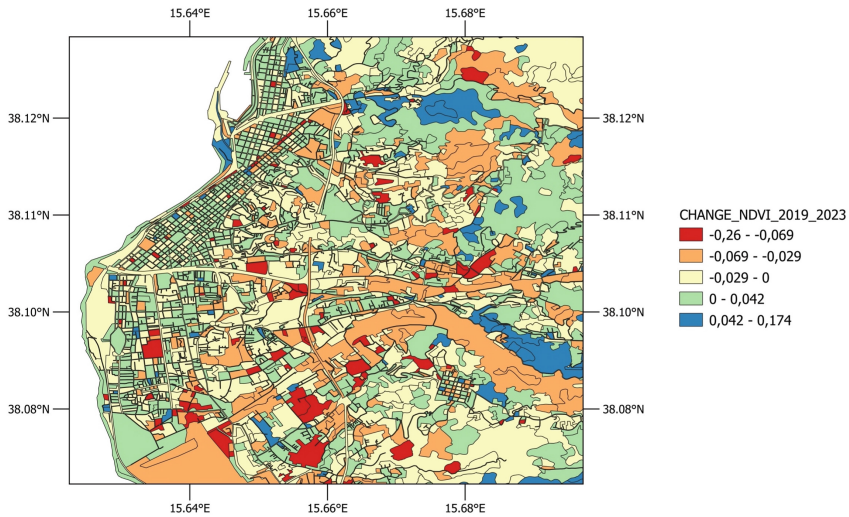 15.64°E 15.66°E 15.68°E
38.12°N 38.12°N
38.11°N 38.11°N
CHANGE_NDVI_2019_2023
-0,26 - -0,069
-0,069 - -0,029
-0,029 - 0
0 - 0,042
0,042 - 0,174
38.10°N 38.10°N
38.08°N 38.08°N
15.64°E 15.66°E 15.68°E